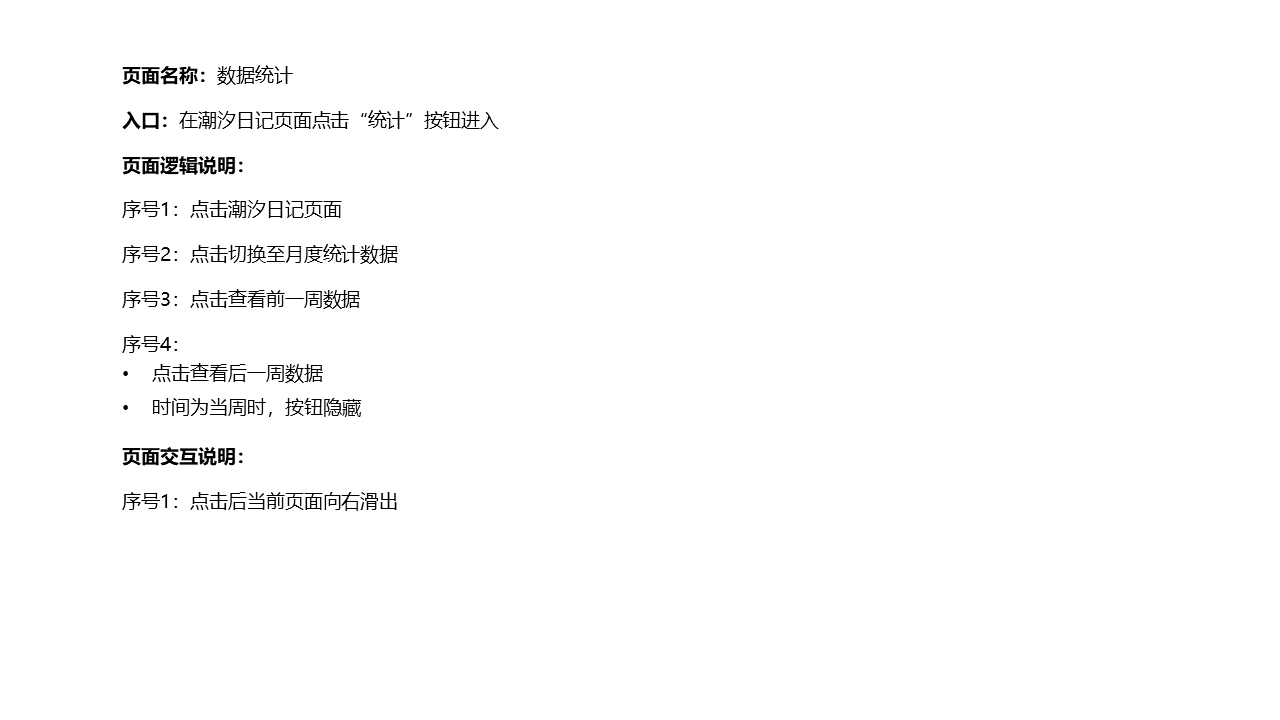 页面名称：数据统计
入口：在潮汐日记页面点击“统计”按钮进入
页面逻辑说明：
序号1：点击潮汐日记页面
序号2：点击切换至月度统计数据
序号3：点击查看前一周数据
序号4：
• 点击查看后一周数据
• 时间为当周时，按钮隐藏
页面交互说明：
序号1：点击后当前页面向右滑出